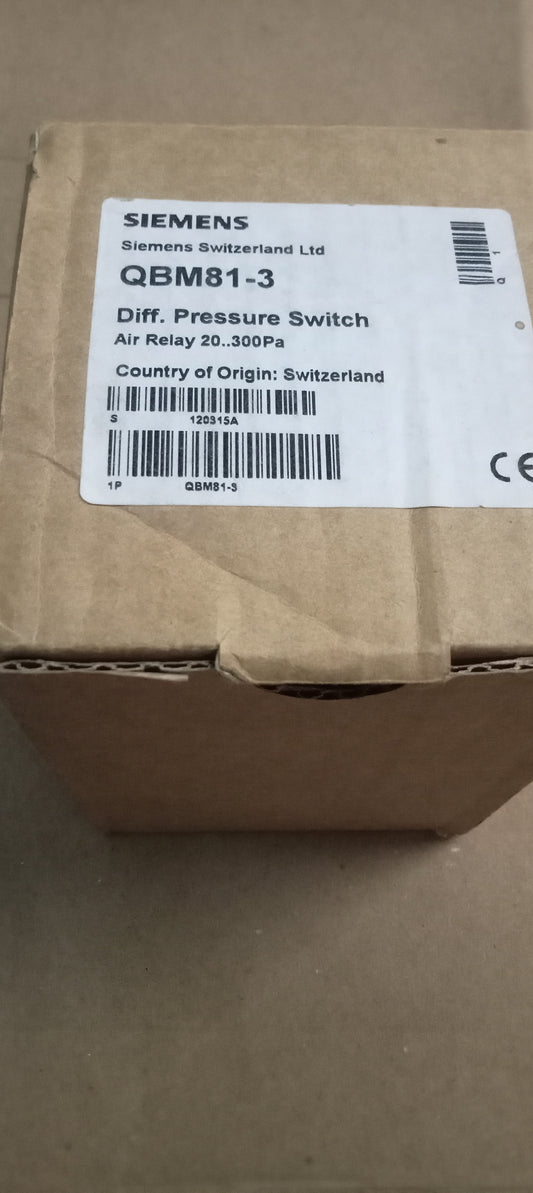 SIEMENS
Siemens Switzerland Ltd
QBM81-3
Diff. Pressure Switch
Air Relay 20..300Pa
Country of Origin: Switzerland
S 120315A
1P QBM81-3
Q 1
CE